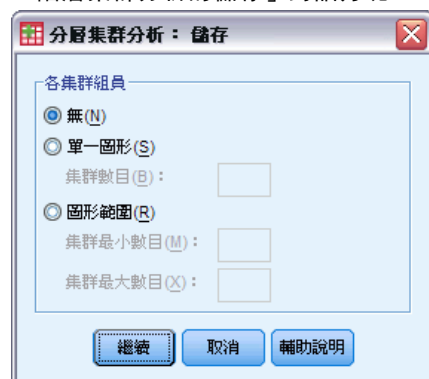 分層集群分析： 儲存
各集群組員
無(N)
單一圖形(S)
集群數目(B)：
圖形範圍(R)
集群最小數目(M)：
集群最大數目(X)：
繼續 取消 輔助說明